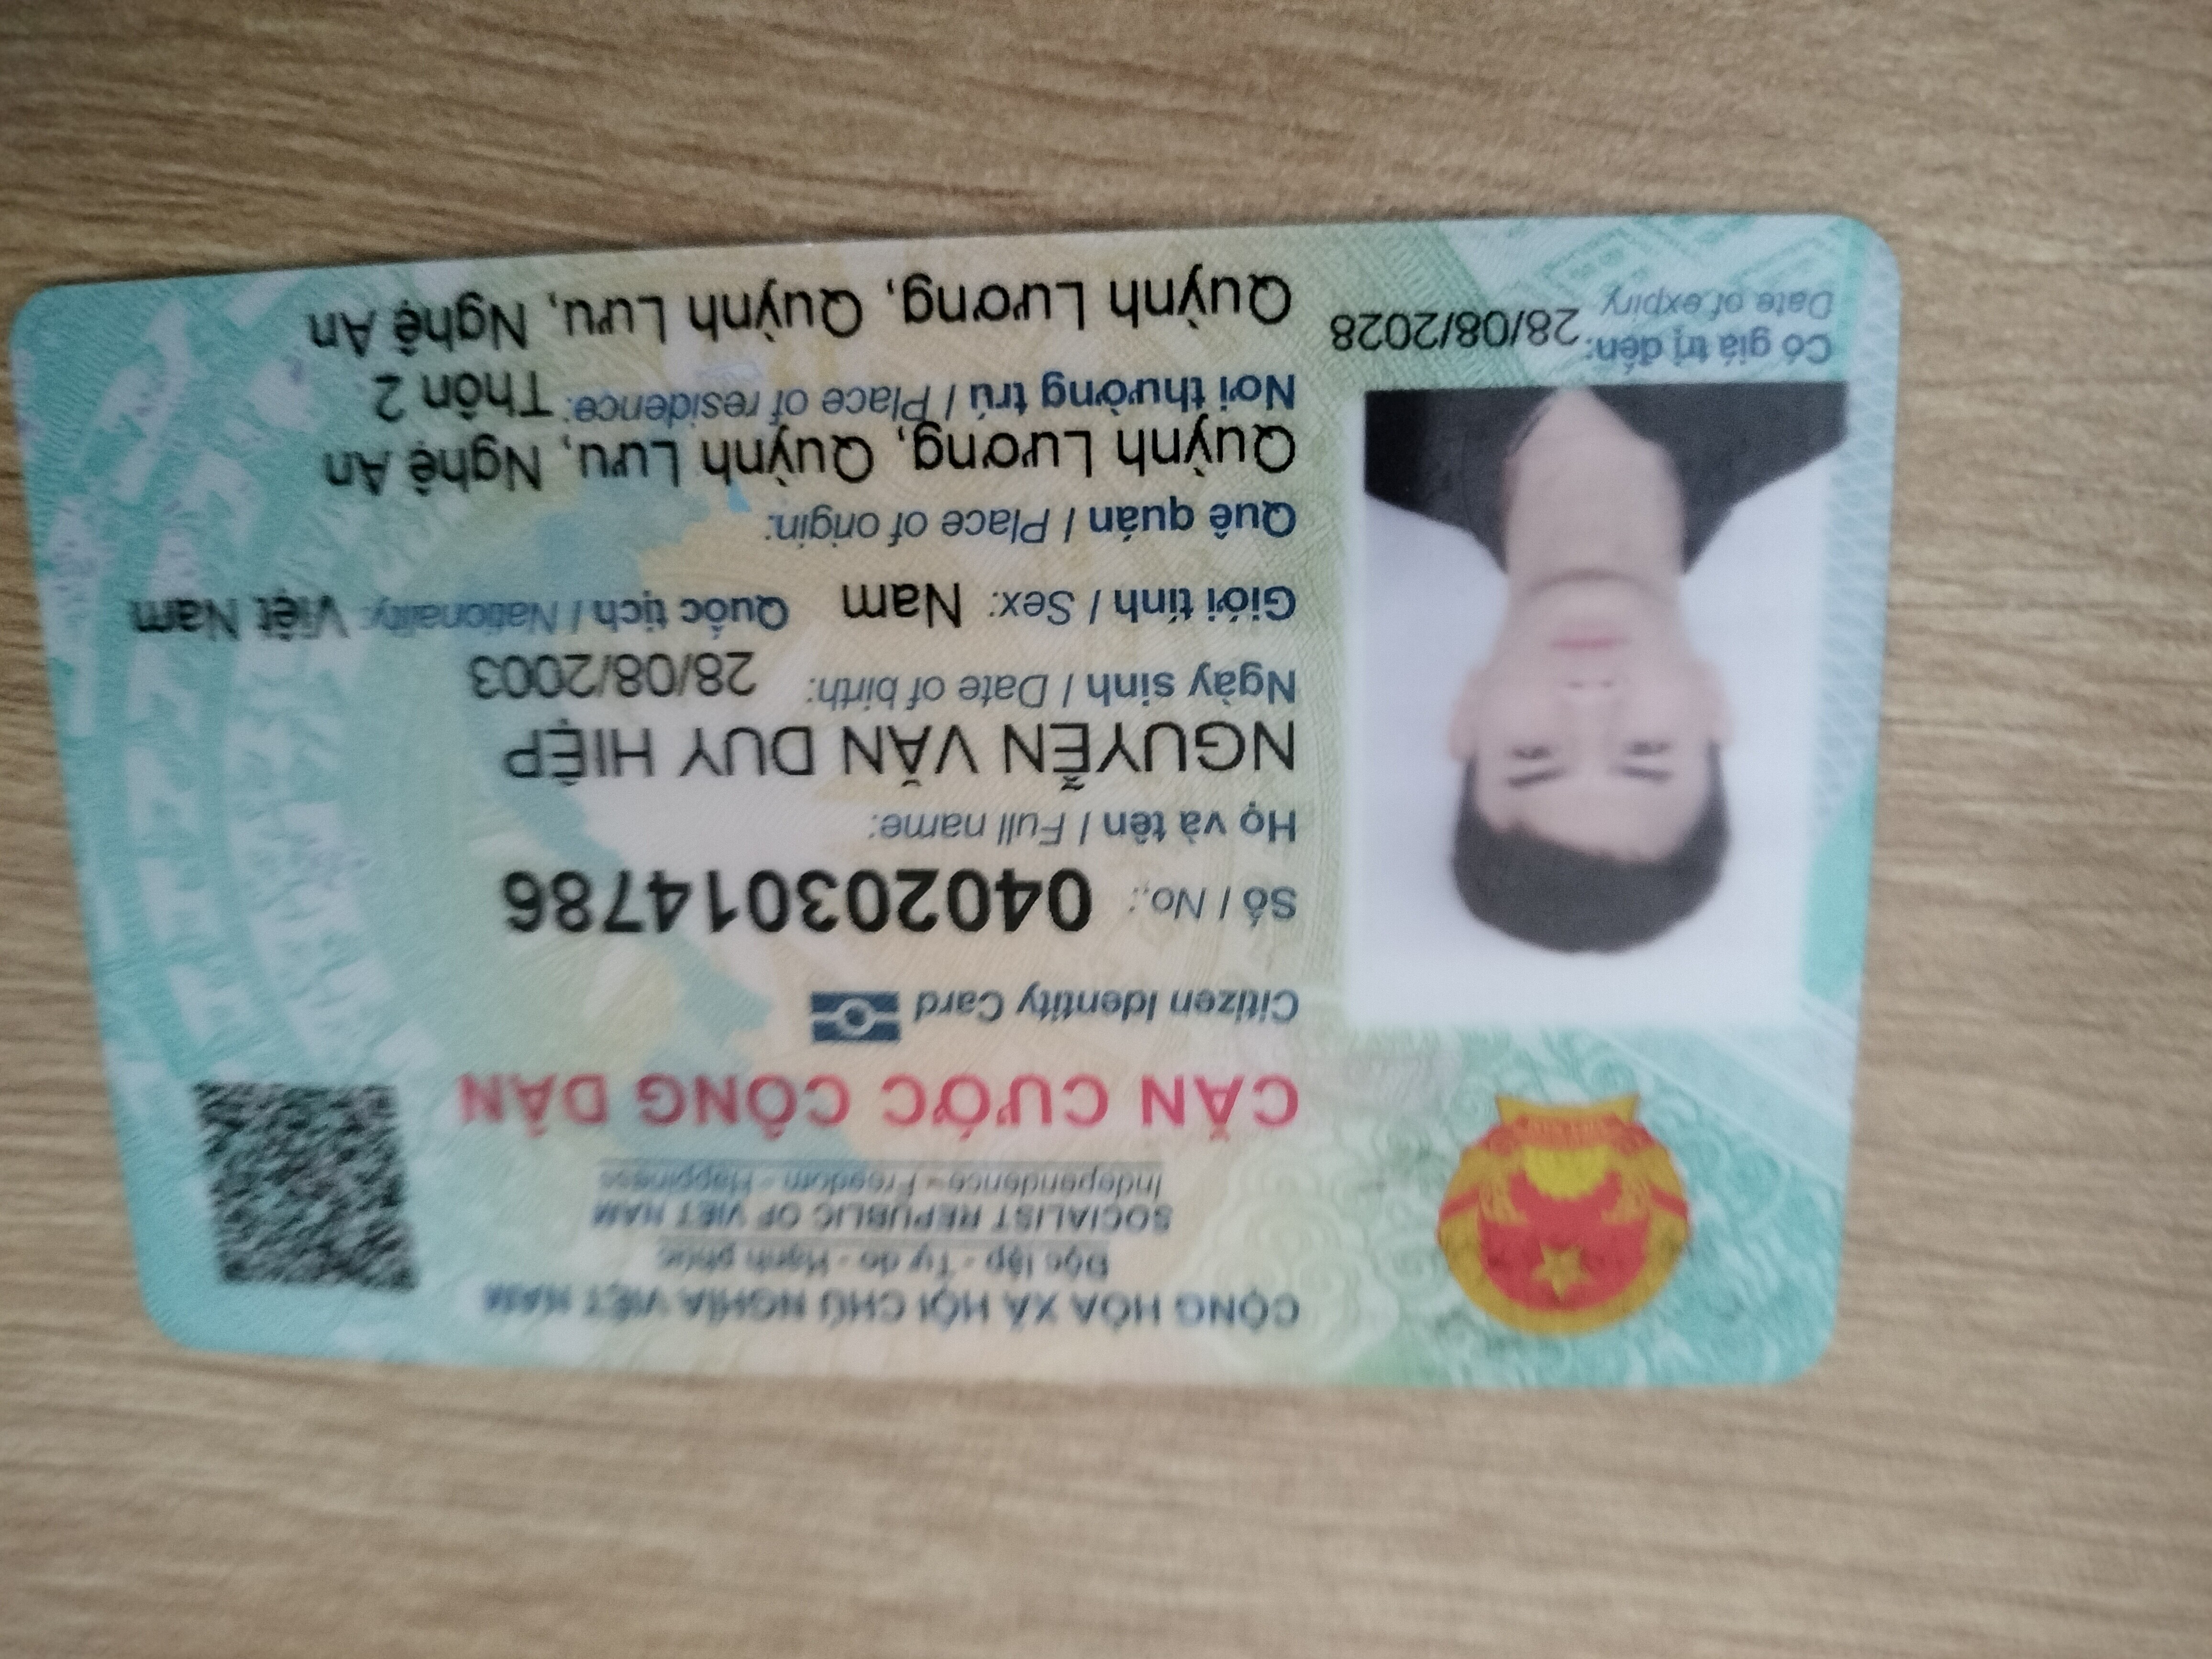 CỘNG HÒA XÃ HỘI CHỦ NGHĨA VIỆT NAM
Độc lập - Tự do - Hạnh phúc
SOCIALIST REPUBLIC OF VIET NAM
Independence - Freedom - Happiness
CĂN CƯỚC CÔNG DÂN
Citizen Identity Card
Số / No.: 040203014786
Họ và tên / Full name:
NGUYỄN VĂN DUY HIỆP
Ngày sinh / Date of birth: 28/08/2003
Giới tính / Sex: Nam Quốc tịch / Nationality: Việt Nam
Quê quán / Place of origin:
Quỳnh Lương, Quỳnh Lưu, Nghệ An
Nơi thường trú / Place of residence: Thôn 2
Quỳnh Lương, Quỳnh Lưu, Nghệ An
Có giá trị đến: 28/08/2028
Date of expiry